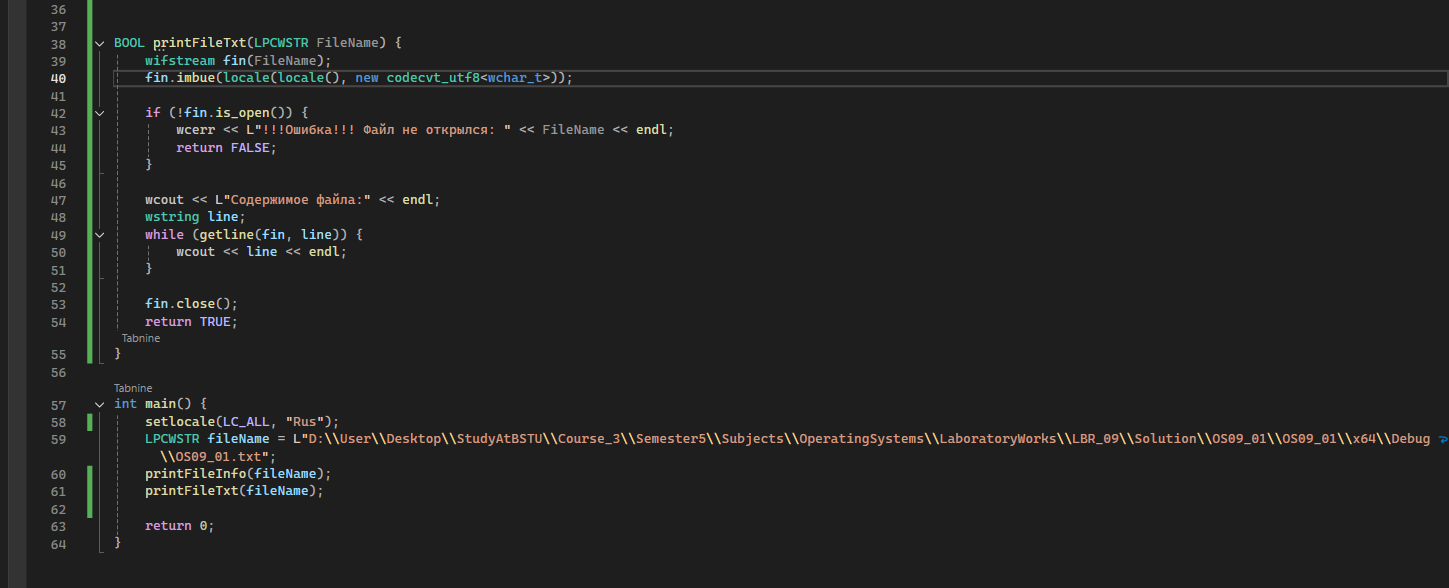 36
37
38 BOOL printFileTxt(LPCWSTR FileName) {
39 wifstream fin(FileName);
40 fin.imbue(locale(locale(), new codecvt_utf8<wchar_t>));
41
42 if (!fin.is_open()) {
43 wcerr << L"!!!Ошибка!!! Файл не открылся: " << FileName << endl;
44 return FALSE;
45 }
46
47 wcout << L"Содержимое файла:" << endl;
48 wstring line;
49 while (getline(fin, line)) {
50 wcout << line << endl;
51 }
52
53 fin.close();
54 return TRUE;
Tabnine
55 }
56
Tabnine
57 int main() {
58 setlocale(LC_ALL, "Rus");
59 LPCWSTR fileName = L"D:\\User\\Desktop\\StudyAtBSTU\\Course_3\\Semester5\\Subjects\\OperatingSystems\\LaboratoryWorks\\LBR_09\\Solution\\OS09_01\\OS09_01\\x64\\Debug
\\OS09_01.txt";
60 printFileInfo(fileName);
61 printFileTxt(fileName);
62
63 return 0;
64 }